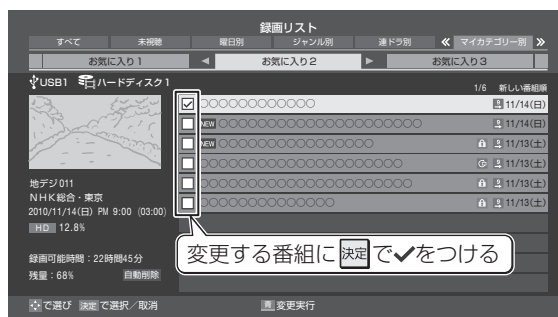 録画リスト
すべて 未視聴 曜日別 ジャンル別 連ドラ別 ≪ マイカテゴリー別 ≫
お気に入り1 ◀ お気に入り2 ▶ お気に入り3
USB1 ハードディスク1
1/6 新しい番組順
✓ 〇〇〇〇〇〇〇〇〇〇〇〇 11/14(日)
NEW 〇〇〇〇〇〇〇〇〇〇〇〇〇〇〇〇〇〇〇〇〇 11/14(日)
NEW 〇〇〇〇〇〇〇〇〇〇〇〇〇〇〇〇 11/13(土)
〇〇〇〇〇〇〇〇〇〇〇〇〇〇〇〇〇〇〇〇 G 11/13(土)
〇〇〇〇〇〇〇〇〇〇〇〇〇〇〇〇〇〇〇〇〇 11/13(土)
〇〇〇〇〇〇〇〇〇〇〇〇〇〇〇 11/13(土)
地デジ011
NHK総合・東京
2010/11/14(日) PM 9:00 (03:00)
HD 12.8%
変更する番組に 決定 で✓をつける
録画可能時間：22時間45分
残量：68% 自動削除
で選び 決定 で選択／取消 青 変更実行